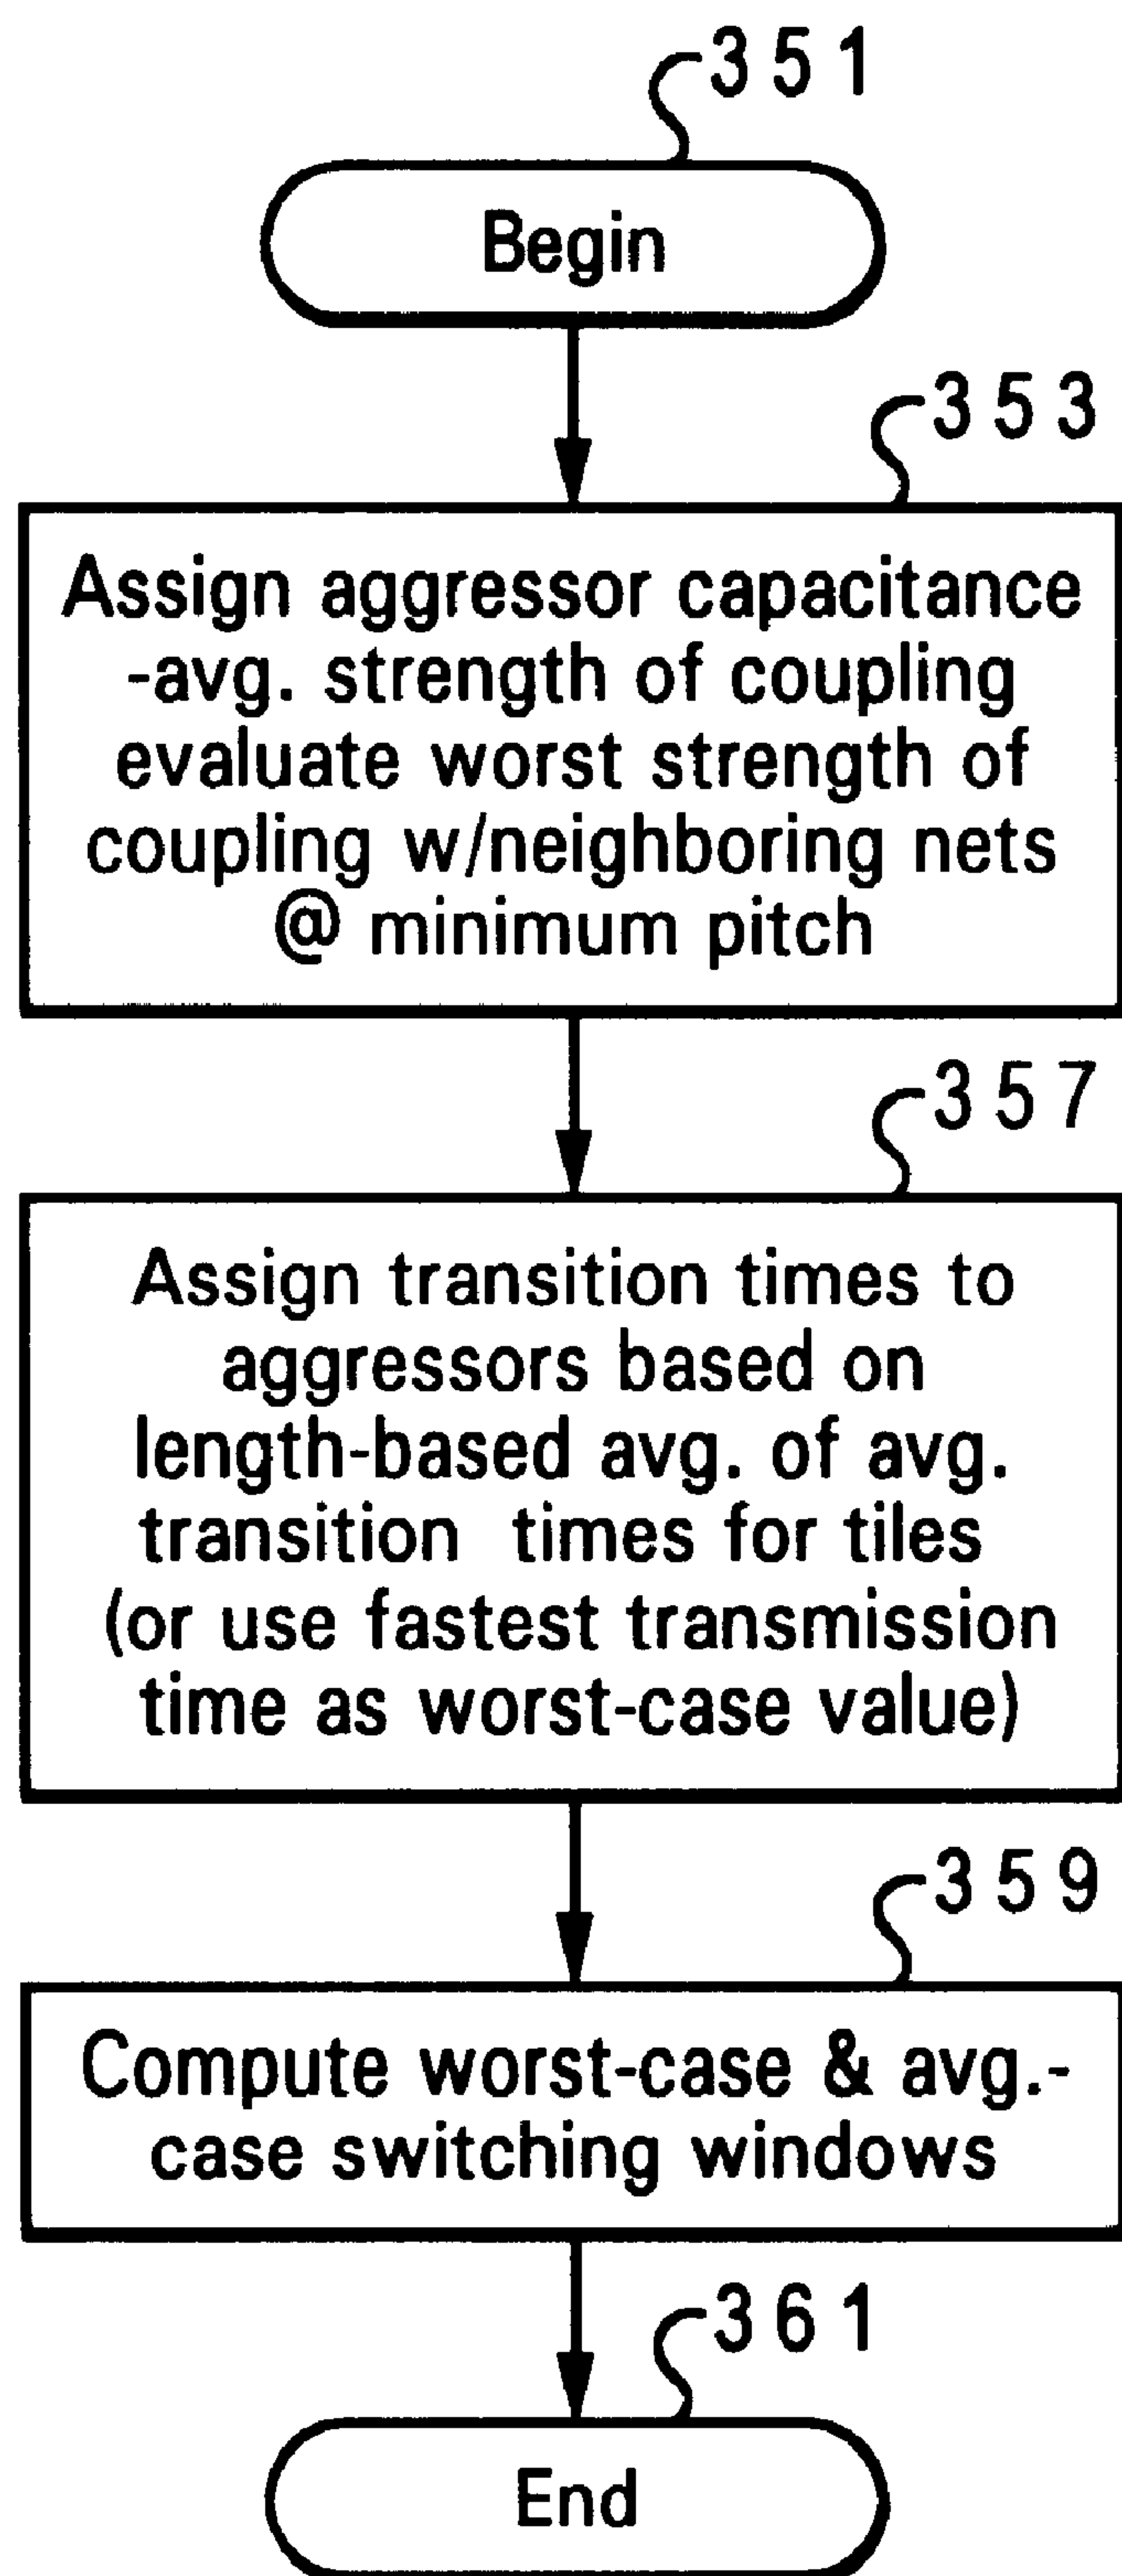 351
Begin
353
Assign aggressor capacitance
-avg. strength of coupling
evaluate worst strength of
coupling w/neighboring nets
@ minimum pitch
357
Assign transition times to
aggressors based on
length-based avg. of avg.
transition times for tiles
(or use fastest transmission
time as worst-case value)
359
Compute worst-case & avg.-
case switching windows
361
End